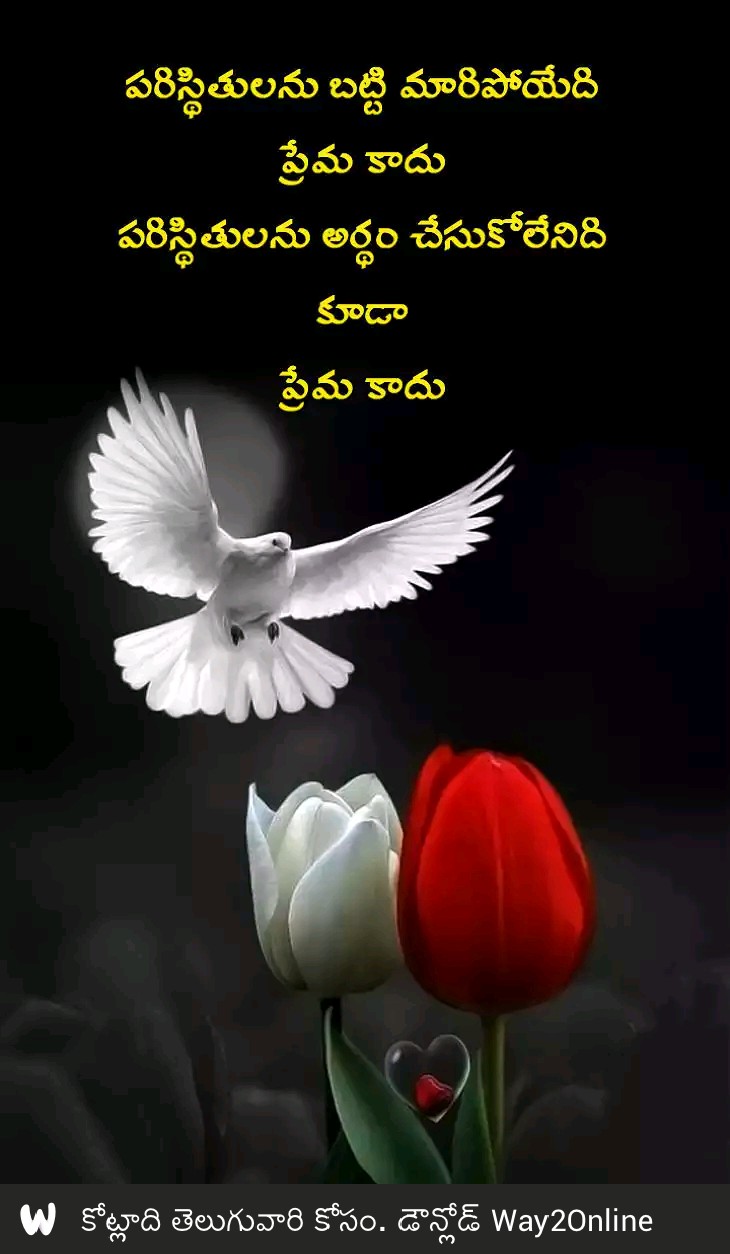 పరిస్థితులను బట్టి మారిపోయేది
ప్రేమ కాదు
పరిస్థితులను అర్థం చేసుకోలేనిది
కూడా
ప్రేమ కాదు
W కోట్లాది తెలుగువారి కోసం. డౌన్లోడ్ Way2Online